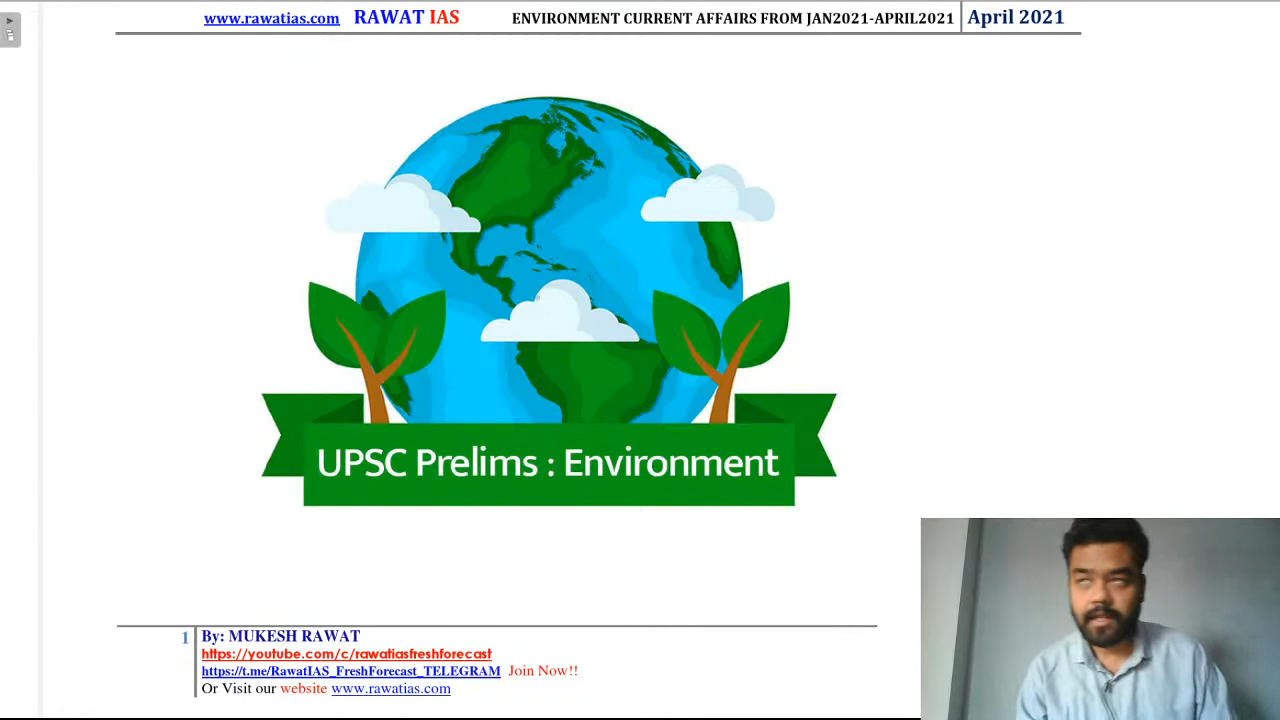 www.rawatias.com RAWAT IAS ENVIRONMENT CURRENT AFFAIRS FROM JAN2021-APRIL2021 April 2021
UPSC Prelims : Environment
1 By: MUKESH RAWAT
https://youtube.com/c/rawatiasfreshforecast
https://t.me/RawatIAS_FreshForecast_TELEGRAM Join Now!!
Or Visit our website www.rawatias.com